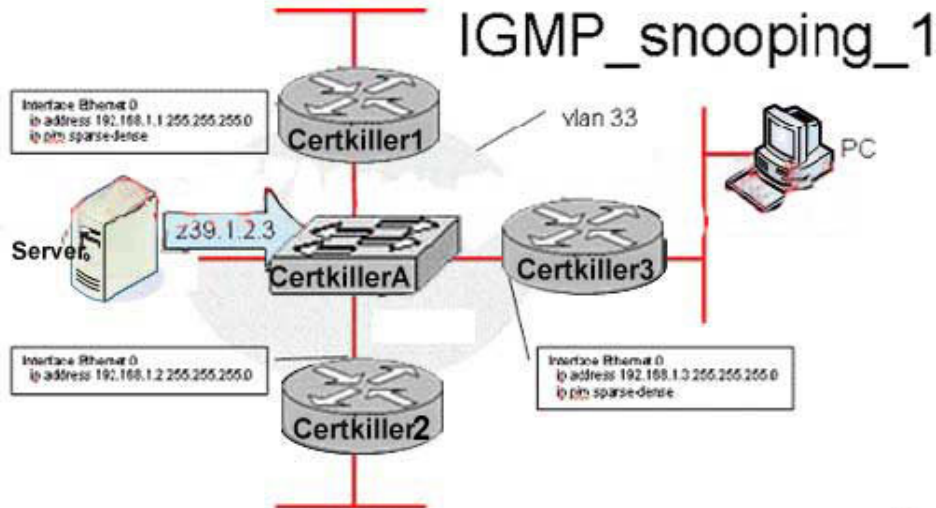 IGMP_snooping_1
Interface Ethernet 0
ip address 192.168.1.1 255.255.255.0
ip pim sparse-dense
Certkiller1
vlan 33
PC
Server
z39.1.2.3
CertkillerA
Certkiller3
Interface Ethernet 0
ip address 192.168.1.2 255.255.255.0
Interface Ethernet 0
ip address 192.168.1.3 255.255.255.0
ip pim sparse-dense
Certkiller2